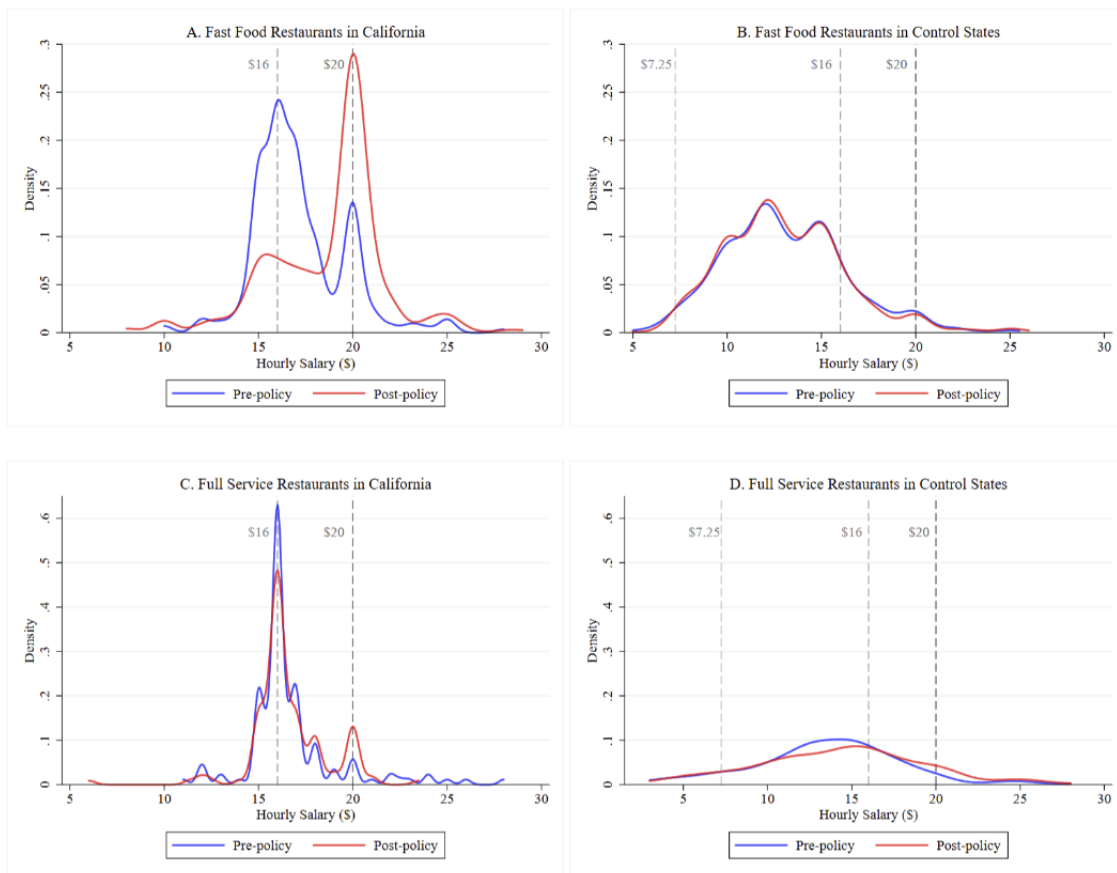 A. Fast Food Restaurants in California
.3
.25
.2
.15
.1
.05
0
Density
$16
$20
5 10 15 20 25 30
Hourly Salary ($)
Pre-policy Post-policy
B. Fast Food Restaurants in Control States
.3
.25
.2
.15
.1
.05
0
Density
$7.25
$16
$20
5 10 15 20 25 30
Hourly Salary ($)
Pre-policy Post-policy
C. Full Service Restaurants in California
.6
.5
.4
.3
.2
.1
0
Density
$16
$20
5 10 15 20 25 30
Hourly Salary ($)
Pre-policy Post-policy
D. Full Service Restaurants in Control States
.6
.5
.4
.3
.2
.1
0
Density
$7.25
$16
$20
5 10 15 20 25 30
Hourly Salary ($)
Pre-policy Post-policy